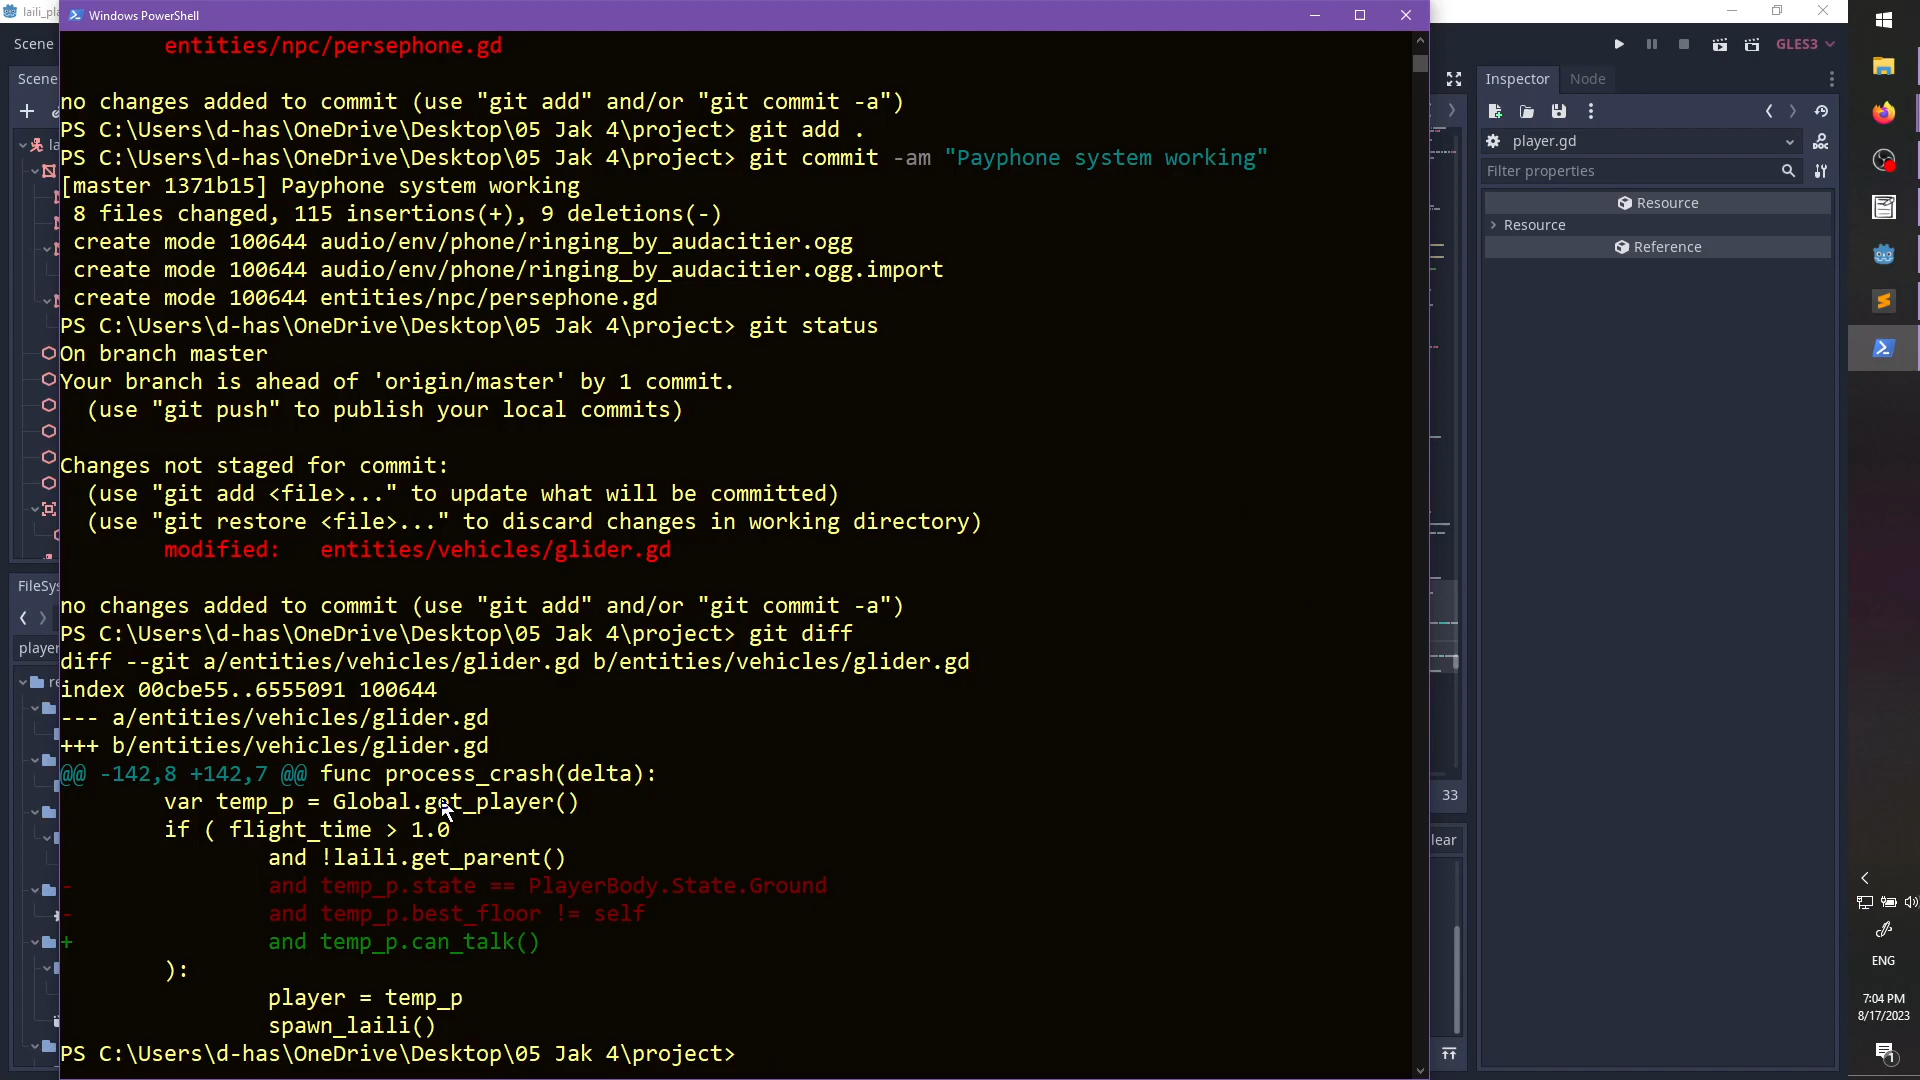 laili_pla
Windows PowerShell
Scene
GLES3
Scene
Inspector
Node
entities/npc/persephone.gd
no changes added to commit (use "git add" and/or "git commit -a")
PS C:\Users\d-has\OneDrive\Desktop\05 Jak 4\project> git add .
player.gd
PS C:\Users\d-has\OneDrive\Desktop\05 Jak 4\project> git commit -am "Payphone system working"
Filter properties
[master 1371b15] Payphone system working
8 files changed, 115 insertions(+), 9 deletions(-)
Resource
Resource
create mode 100644 audio/env/phone/ringing_by_audacitier.ogg
Reference
create mode 100644 audio/env/phone/ringing_by_audacitier.ogg.import
create mode 100644 entities/npc/persephone.gd
PS C:\Users\d-has\OneDrive\Desktop\05 Jak 4\project> git status
On branch master
Your branch is ahead of 'origin/master' by 1 commit.
(use "git push" to publish your local commits)
Changes not staged for commit:
(use "git add <file>..." to update what will be committed)
(use "git restore <file>..." to discard changes in working directory)
modified:   entities/vehicles/glider.gd
FileSy
no changes added to commit (use "git add" and/or "git commit -a")
PS C:\Users\d-has\OneDrive\Desktop\05 Jak 4\project> git diff
player
diff --git a/entities/vehicles/glider.gd b/entities/vehicles/glider.gd
index 00cbe55..6555091 100644
--- a/entities/vehicles/glider.gd
+++ b/entities/vehicles/glider.gd
@@ -142,8 +142,7 @@ func process_crash(delta):
var temp_p = Global.get_player()
33
if ( flight_time > 1.0
lear
and !laili.get_parent()
-               and temp_p.state == PlayerBody.State.Ground
-               and temp_p.best_floor != self
+               and temp_p.can_talk()
):
player = temp_p
spawn_laili()
PS C:\Users\d-has\OneDrive\Desktop\05 Jak 4\project>
ENG
7:04 PM
8/17/2023
1